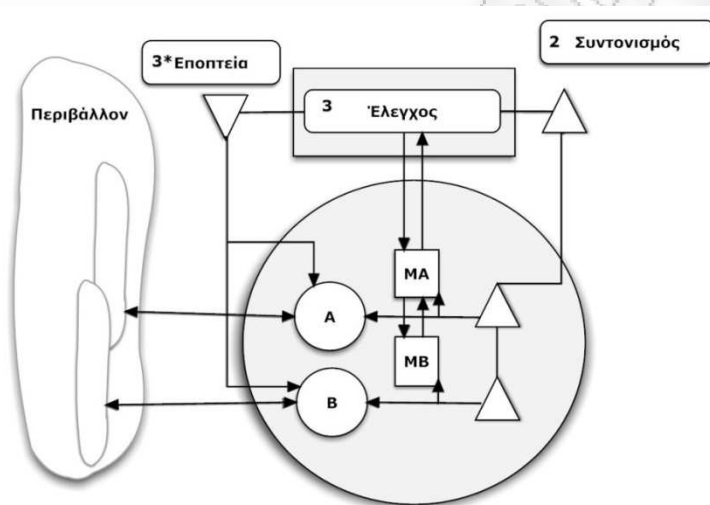 3* Εποπτεία
2 Συντονισμός
Περιβάλλον
3 Έλεγχος
MA
A
MB
B